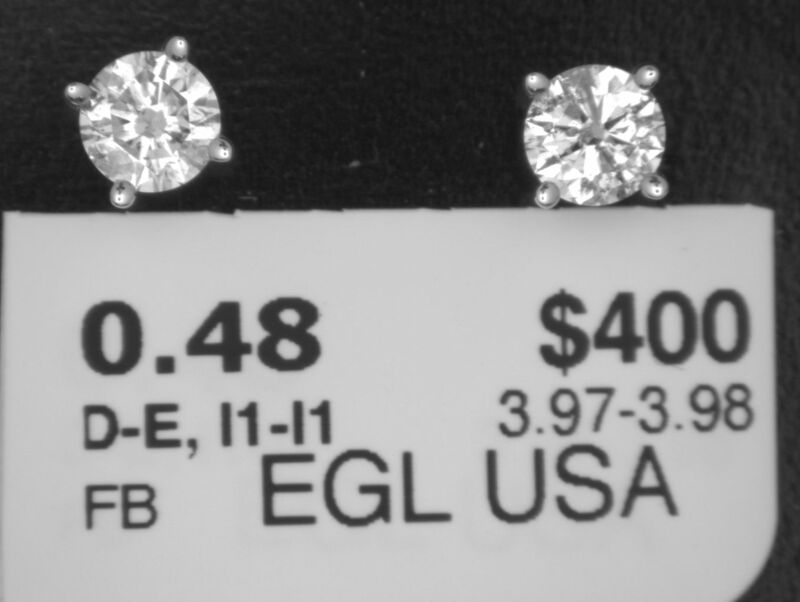 0.48 $400
D-E, I1-I1 3.97-3.98
FB EGL USA